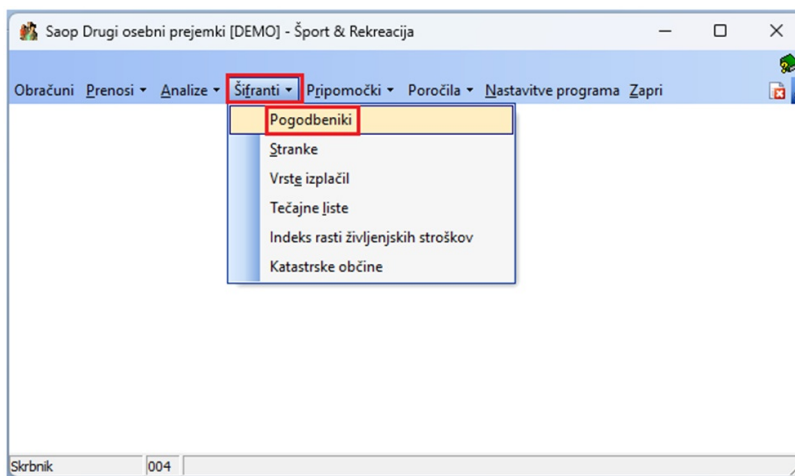 Saop Drugi osebni prejemki [DEMO] - Šport & Rekreacija
Obračuni Prenosi Analize Šifranti Pripomočki Poročila Nastavitve programa Zapri
Pogodbeniki
Stranke
Vrste izplačil
Tečajne liste
Indeks rasti življenjskih stroškov
Katastrske občine
Skrbnik 004